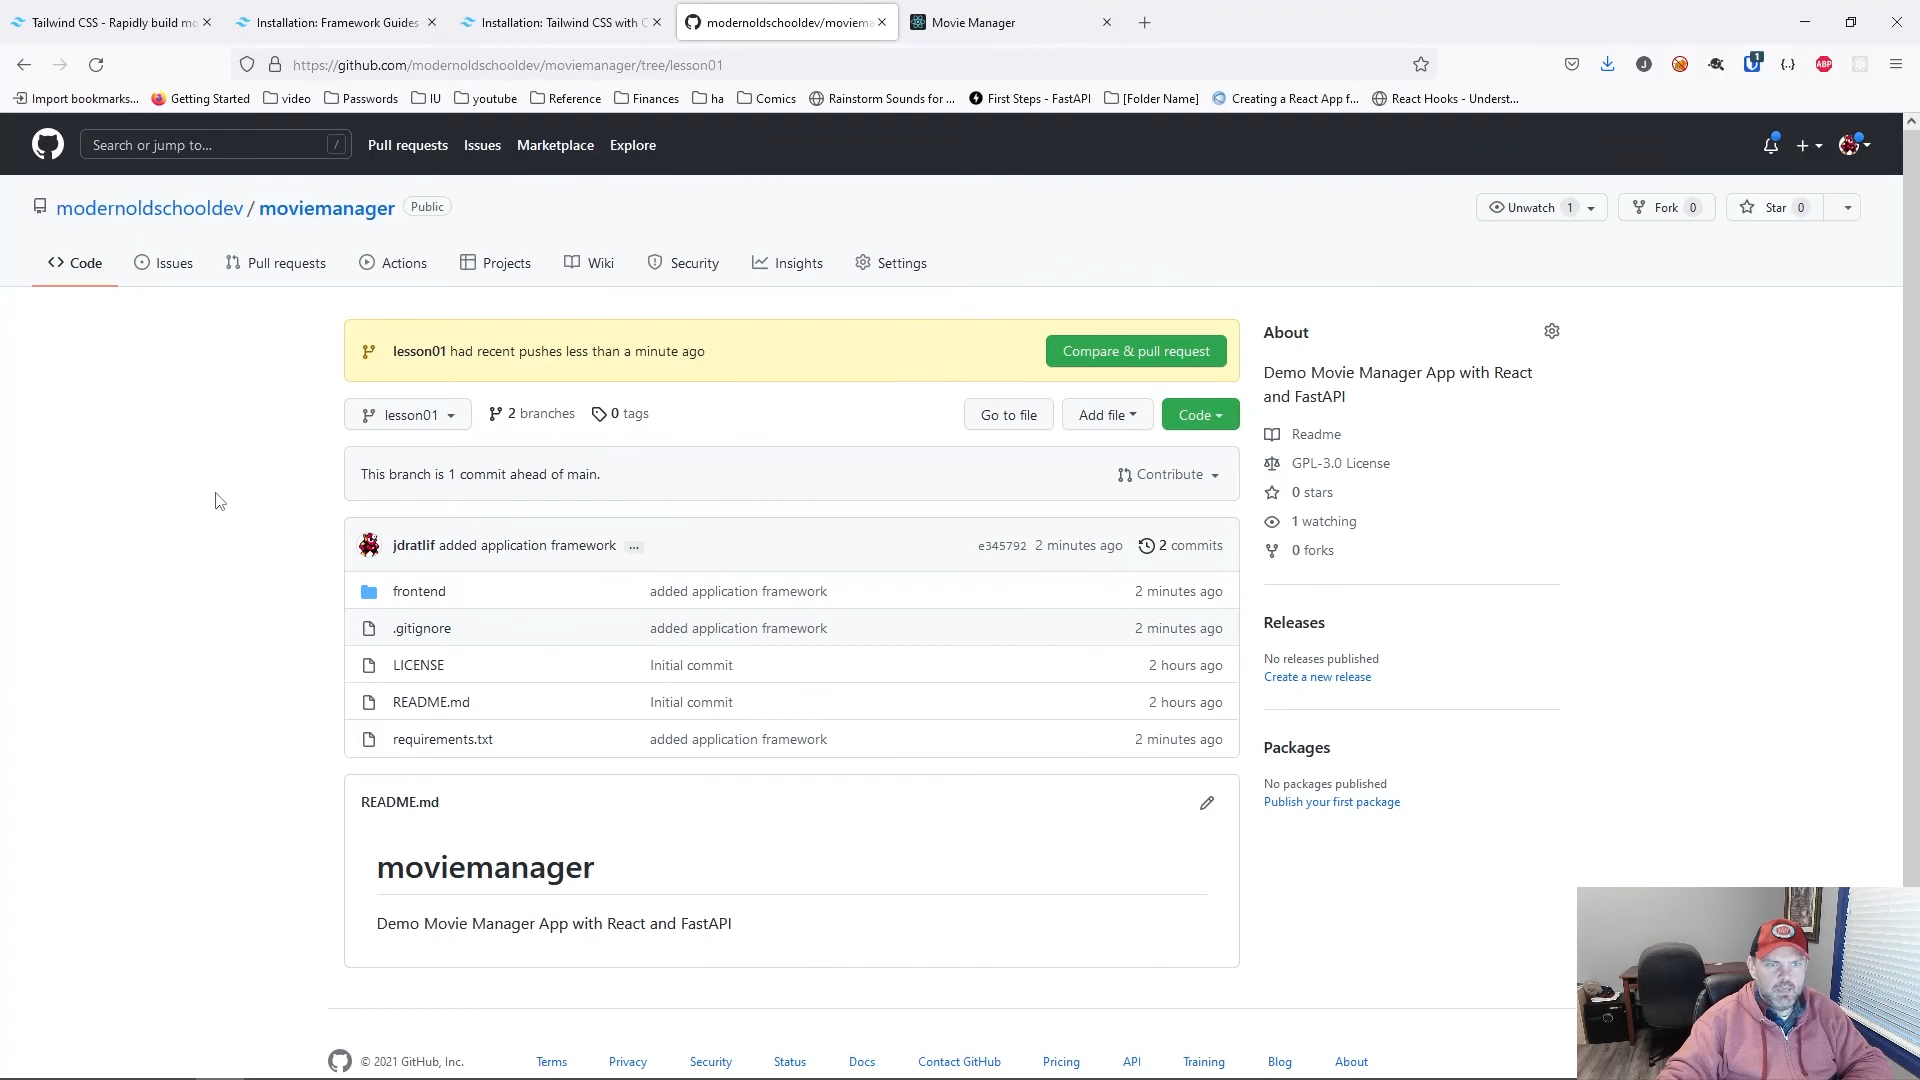 Tailwind CSS - Rapidly build mo
Installation: Framework Guides
Installation: Tailwind CSS with C
modernoldschooldev/moviema
Movie Manager
https://github.com/modernoldschooldev/moviemanager/tree/lesson01
1
J
{..}
ABP
Import bookmarks...
Getting Started
video
Passwords
IU
youtube
Reference
Finances
ha
Comics
Rainstorm Sounds for ...
First Steps - FastAPI
[Folder Name]
Creating a React App f...
React Hooks - Underst...
Search or jump to...
/
Pull requests
Issues
Marketplace
Explore
modernoldschooldev / moviemanager
Public
Unwatch 1
Fork 0
Star 0
Code
Issues
Pull requests
Actions
Projects
Wiki
Security
Insights
Settings
lesson01 had recent pushes less than a minute ago
Compare & pull request
lesson01
2 branches
0 tags
Go to file
Add file
Code
This branch is 1 commit ahead of main.
Contribute
jdratlif added application framework ...
e345792 2 minutes ago
2 commits
frontend added application framework 2 minutes ago
.gitignore added application framework 2 minutes ago
LICENSE Initial commit 2 hours ago
README.md Initial commit 2 hours ago
requirements.txt added application framework 2 minutes ago
README.md
moviemanager
Demo Movie Manager App with React and FastAPI
About
Demo Movie Manager App with React
and FastAPI
Readme
GPL-3.0 License
0 stars
1 watching
0 forks
Releases
No releases published
Create a new release
Packages
No packages published
Publish your first package
© 2021 GitHub, Inc.
Terms
Privacy
Security
Status
Docs
Contact GitHub
Pricing
API
Training
Blog
About